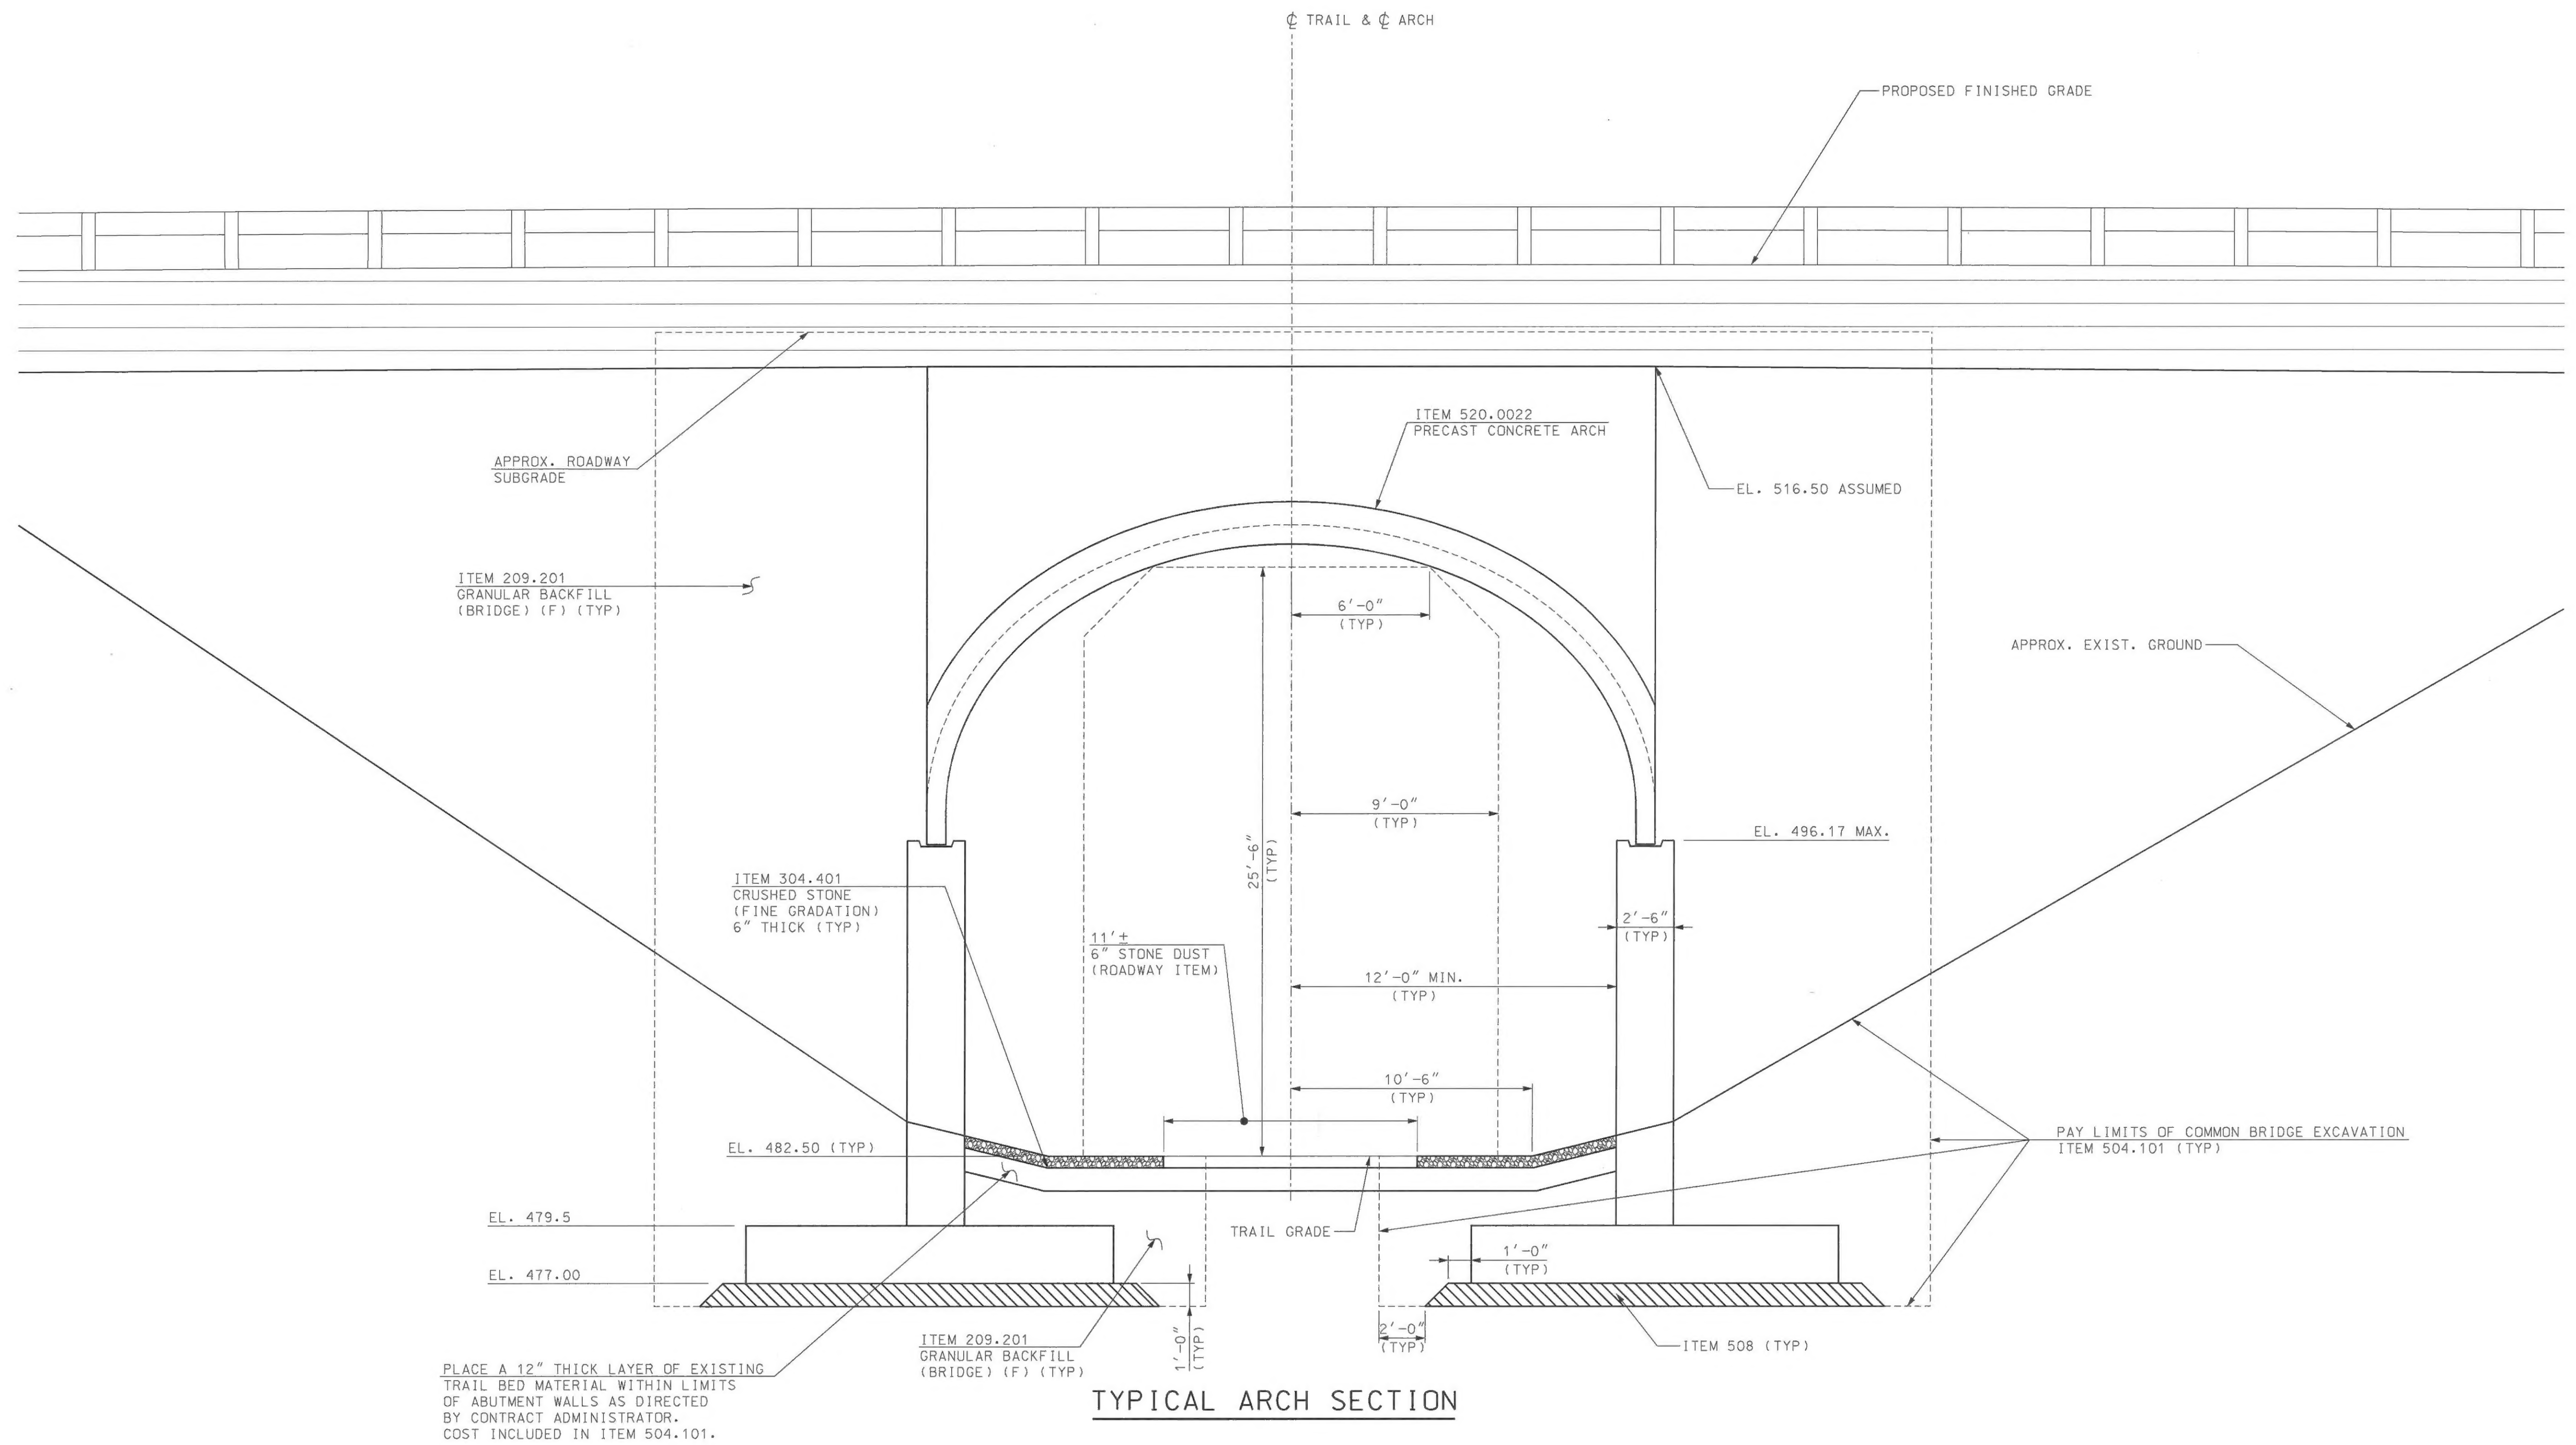 ℄ TRAIL & ℄ ARCH
PROPOSED FINISHED GRADE
ITEM 520.0022
PRECAST CONCRETE ARCH
APPROX. ROADWAY
SUBGRADE
EL. 516.50 ASSUMED
ITEM 209.201
GRANULAR BACKFILL
(BRIDGE) (F) (TYP)
6'-0"
(TYP)
APPROX. EXIST. GROUND
9'-0"
(TYP)
EL. 496.17 MAX.
25'-6"
(TYP)
ITEM 304.401
CRUSHED STONE
(FINE GRADATION)
6" THICK (TYP)
2'-6"
(TYP)
11'±
6" STONE DUST
(ROADWAY ITEM)
12'-0" MIN.
(TYP)
10'-6"
(TYP)
EL. 482.50 (TYP)
PAY LIMITS OF COMMON BRIDGE EXCAVATION
ITEM 504.101 (TYP)
EL. 479.5
TRAIL GRADE
1'-0"
(TYP)
EL. 477.00
1'-0"
(TYP)
2'-0"
(TYP)
ITEM 508 (TYP)
ITEM 209.201
GRANULAR BACKFILL
(BRIDGE) (F) (TYP)
PLACE A 12" THICK LAYER OF EXISTING
TRAIL BED MATERIAL WITHIN LIMITS
OF ABUTMENT WALLS AS DIRECTED
BY CONTRACT ADMINISTRATOR.
COST INCLUDED IN ITEM 504.101.
TYPICAL ARCH SECTION